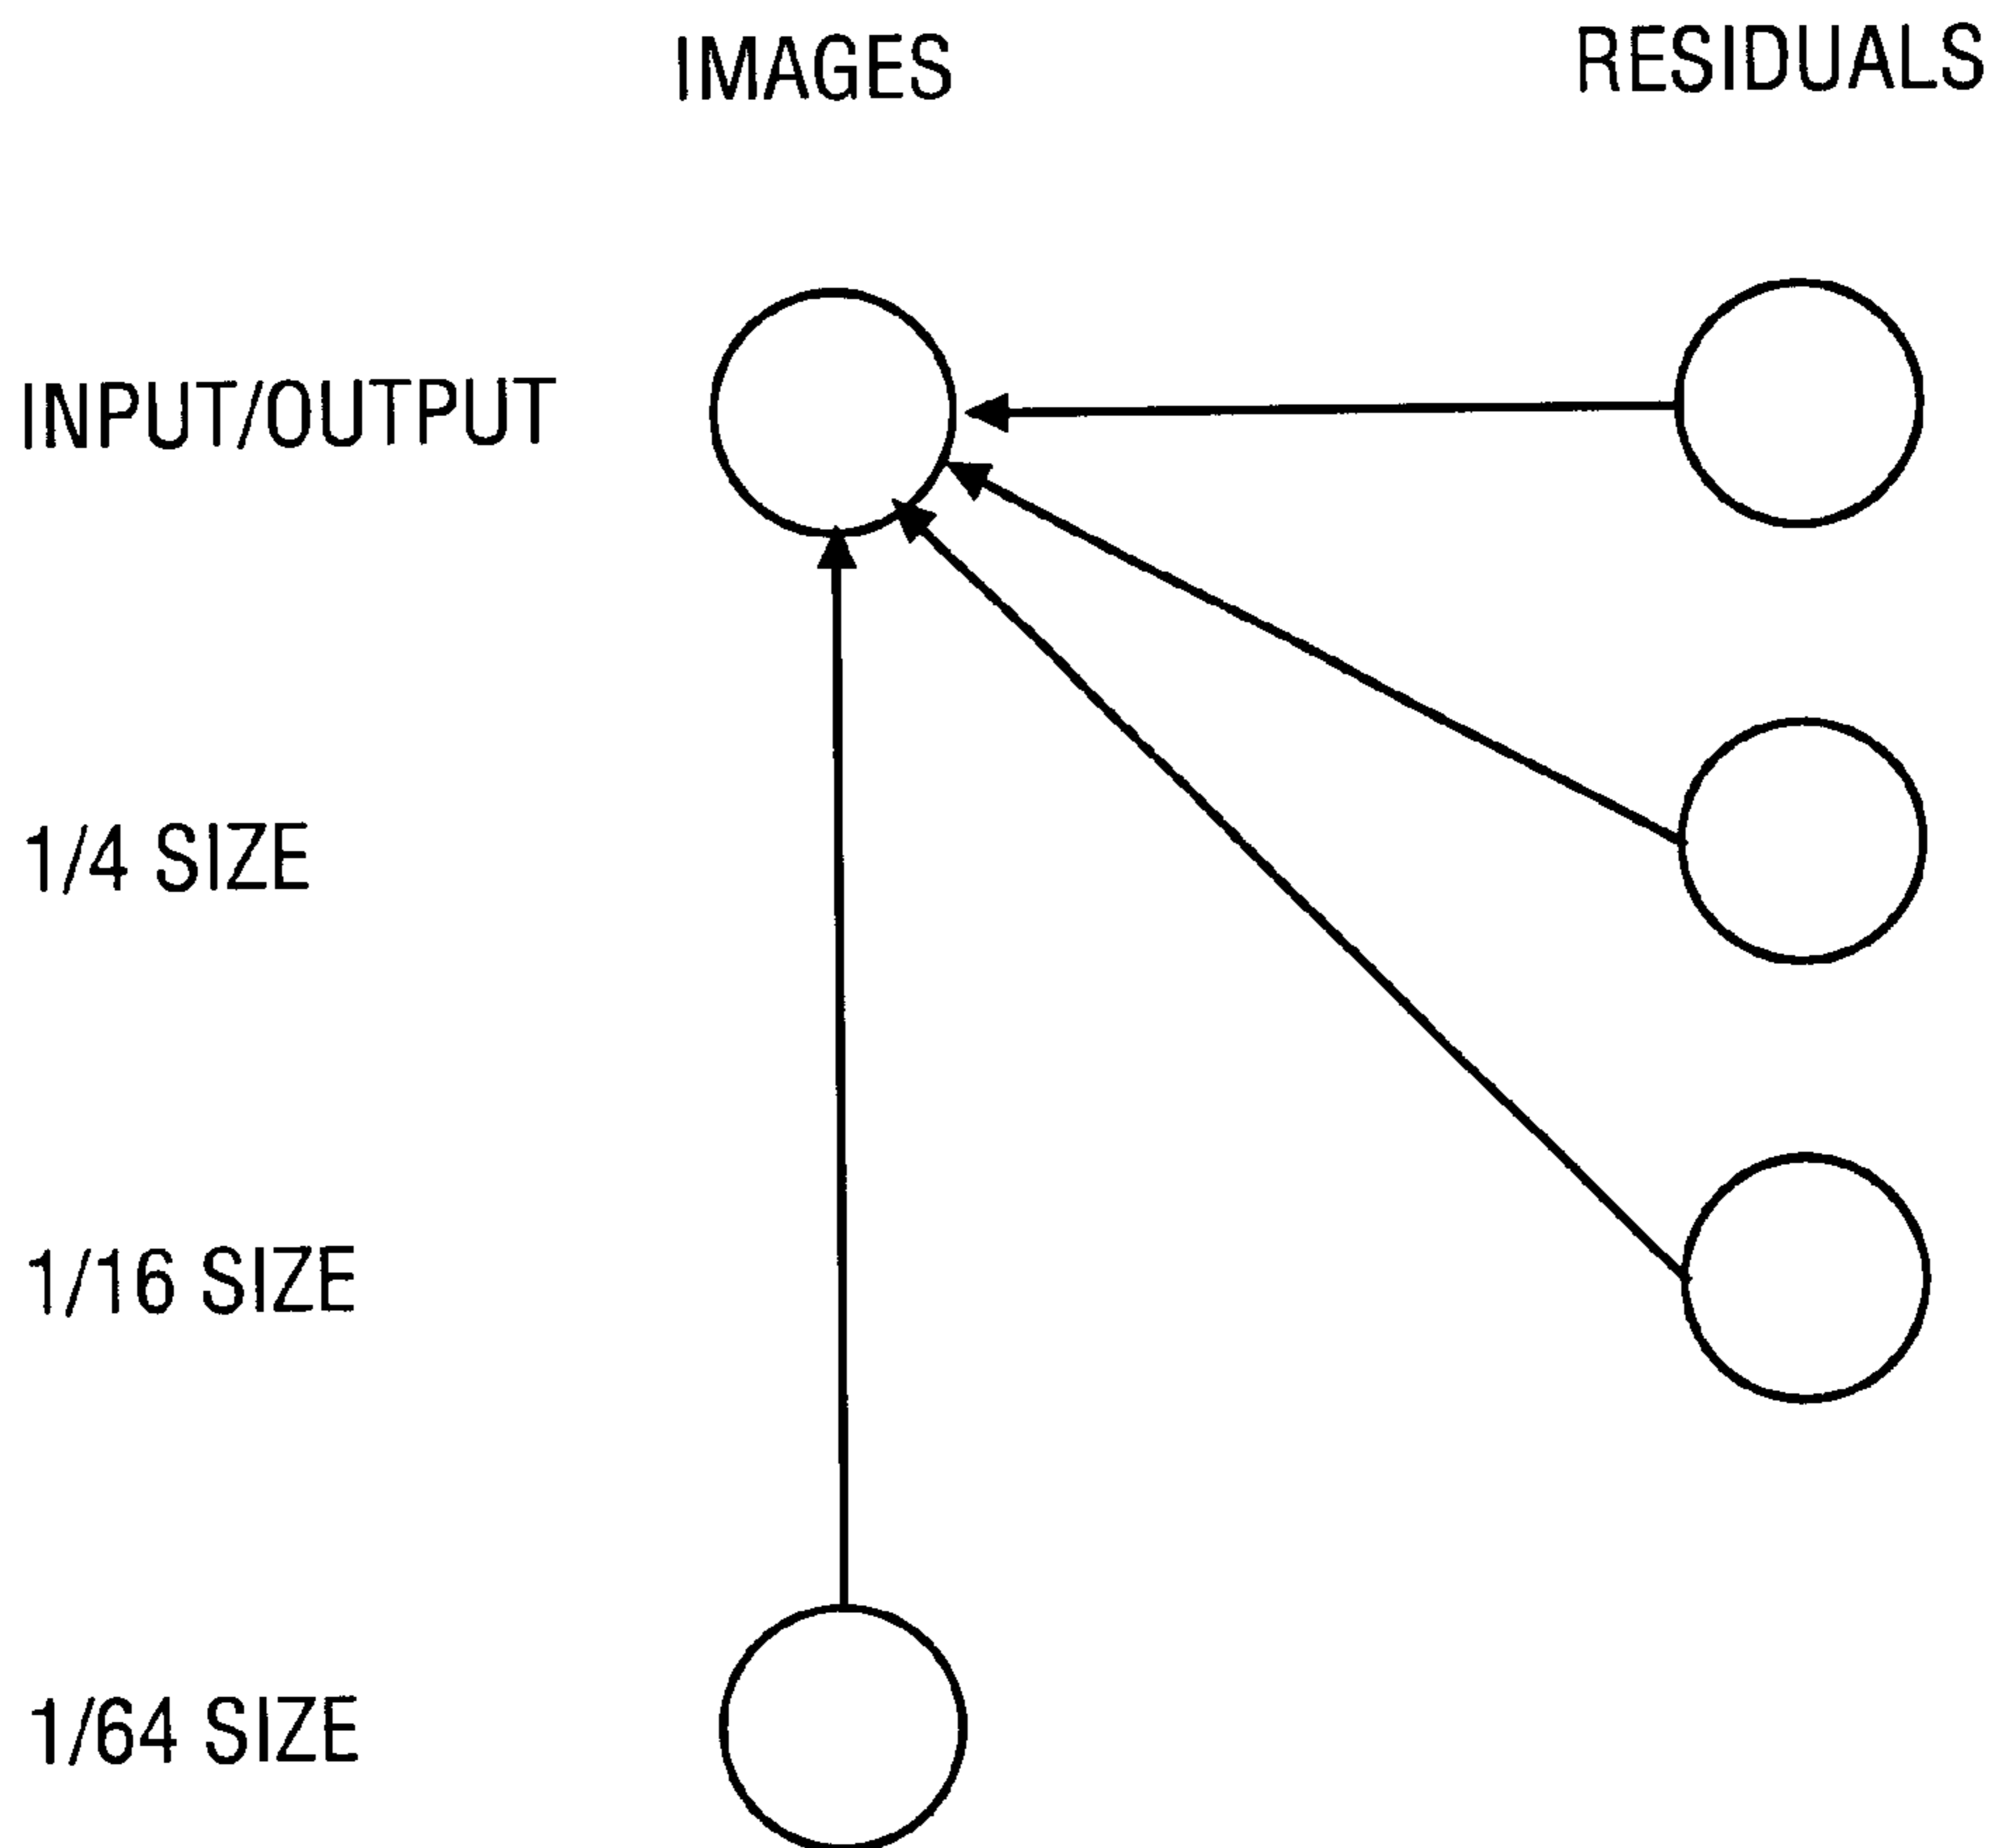 IMAGES RESIDUALS
INPUT/OUTPUT
1/4 SIZE
1/16 SIZE
1/64 SIZE